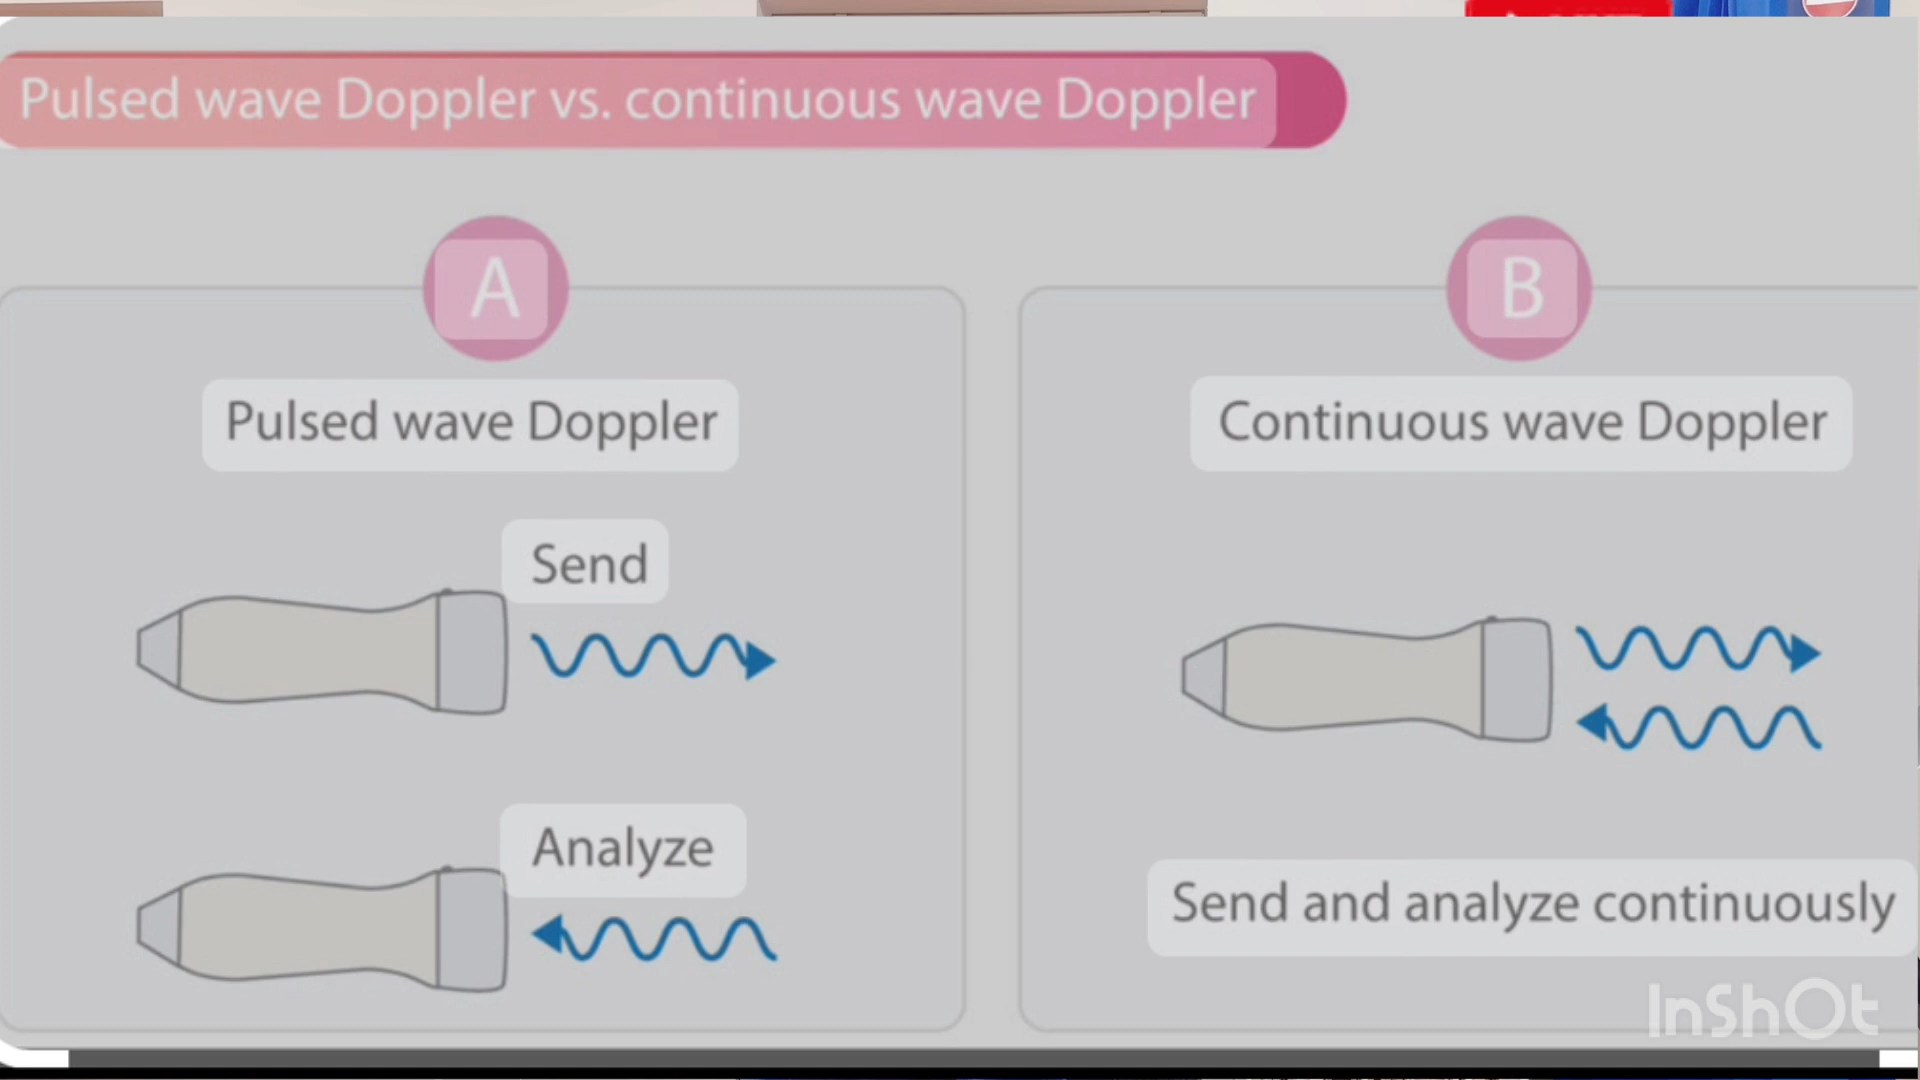 Pulsed wave Doppler vs. continuous wave Doppler
A
Pulsed wave Doppler
Send
Analyze
B
Continuous wave Doppler
Send and analyze continuously
InShOt